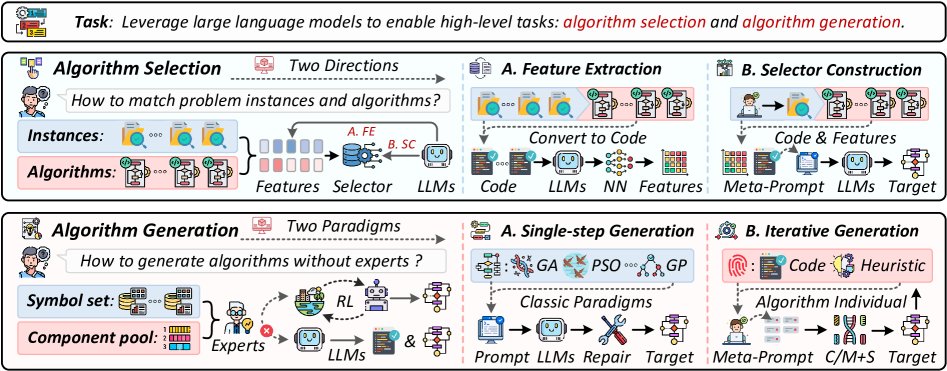 Task: Leverage large language models to enable high-level tasks: algorithm selection and algorithm generation.
Algorithm Selection
Two Directions
How to match problem instances and algorithms?
Instances:
Algorithms:
A. FE
B. SC
Features
Selector
LLMs
A. Feature Extraction
Convert to Code
Code
LLMs
NN
Features
B. Selector Construction
Code & Features
Meta-Prompt
LLMs
Target
Algorithm Generation
Two Paradigms
How to generate algorithms without experts ?
Symbol set:
Component pool:
1
2
3
Experts
RL
LLMs
&
A. Single-step Generation
: GA PSO GP
Classic Paradigms
Prompt
LLMs
Repair
Target
B. Iterative Generation
: Code Heuristic
Algorithm Individual
Meta-Prompt
C/M+S
Target